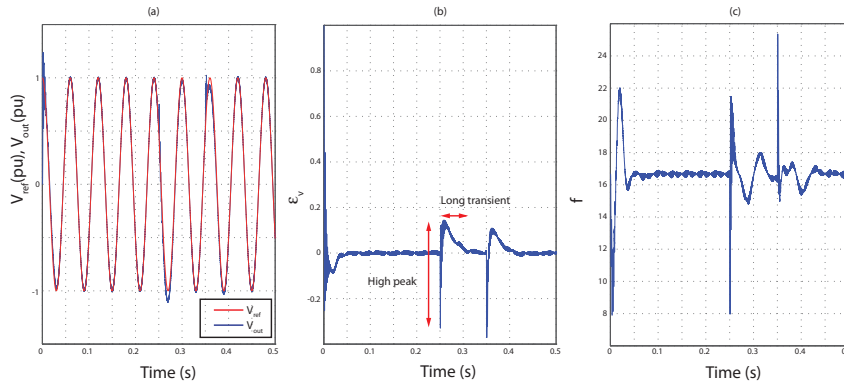 (a)
V_ref(pu), V_out(pu)
1
0
-1
V_ref
V_out
0
0.1
0.2
0.3
0.4
0.5
Time (s)
(b)
ε_v
0.8
0.6
0.4
0.2
0
-0.2
Long transient
High peak
0
0.1
0.2
0.3
0.4
0.5
Time (s)
(c)
f
24
22
20
18
16
14
12
10
8
0
0.1
0.2
0.3
0.4
0.5
Time (s)